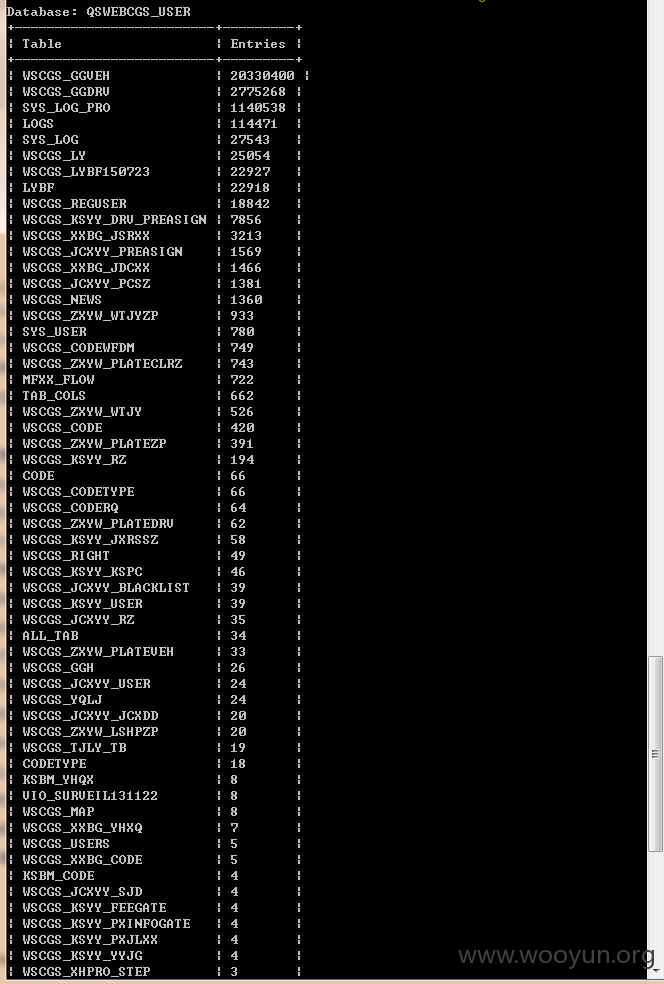 Database: QSWEBCGS_USER
+--------------------------+----------+
| Table | Entries |
+--------------------------+----------+
| WSCGS_GGVEH | 20330400 |
| WSCGS_GGDRV | 2775268 |
| SYS_LOG_PRO | 1140538 |
| LOGS | 114471 |
| SYS_LOG | 27543 |
| WSCGS_LY | 25054 |
| WSCGS_LYBF150723 | 22927 |
| LYBF | 22918 |
| WSCGS_REGUSER | 18842 |
| WSCGS_KSYY_DRV_PREASIGN | 7856 |
| WSCGS_XXBG_JSRXX | 3213 |
| WSCGS_JCXYY_PREASIGN | 1569 |
| WSCGS_XXBG_JDCXX | 1466 |
| WSCGS_JCXYY_PCSZ | 1381 |
| WSCGS_NEWS | 1360 |
| WSCGS_ZXYW_WTJYZP | 933 |
| SYS_USER | 780 |
| WSCGS_CODEWFDM | 749 |
| WSCGS_ZXYW_PLATECLRZ | 743 |
| MFXX_FLOW | 722 |
| TAB_COLS | 662 |
| WSCGS_ZXYW_WTJY | 526 |
| WSCGS_CODE | 420 |
| WSCGS_ZXYW_PLATEZP | 391 |
| WSCGS_KSYY_RZ | 194 |
| CODE | 66 |
| WSCGS_CODETYPE | 66 |
| WSCGS_CODERQ | 64 |
| WSCGS_ZXYW_PLATEDRV | 62 |
| WSCGS_KSYY_JXRSSZ | 58 |
| WSCGS_RIGHT | 49 |
| WSCGS_KSYY_KSPC | 46 |
| WSCGS_JCXYY_BLACKLIST | 39 |
| WSCGS_KSYY_USER | 39 |
| WSCGS_JCXYY_RZ | 35 |
| ALL_TAB | 34 |
| WSCGS_ZXYW_PLATEVEH | 33 |
| WSCGS_GGH | 26 |
| WSCGS_JCXYY_USER | 24 |
| WSCGS_YQLJ | 24 |
| WSCGS_JCXYY_JCXDD | 20 |
| WSCGS_ZXYW_LSHPZP | 20 |
| WSCGS_TJLY_TB | 19 |
| CODETYPE | 18 |
| KSBM_YHQX | 8 |
| VIO_SURVEIL131122 | 8 |
| WSCGS_MAP | 8 |
| WSCGS_XXBG_YHXQ | 7 |
| WSCGS_USERS | 5 |
| WSCGS_XXBG_CODE | 5 |
| KSBM_CODE | 4 |
| WSCGS_JCXYY_SJD | 4 |
| WSCGS_KSYY_FEEGATE | 4 |
| WSCGS_KSYY_PXINFOGATE | 4 |
| WSCGS_KSYY_PXJLXX | 4 |
| WSCGS_KSYY_YYJG | 4 |
| WSCGS_XHPRO_STEP | 3 |
www.wooyun.org